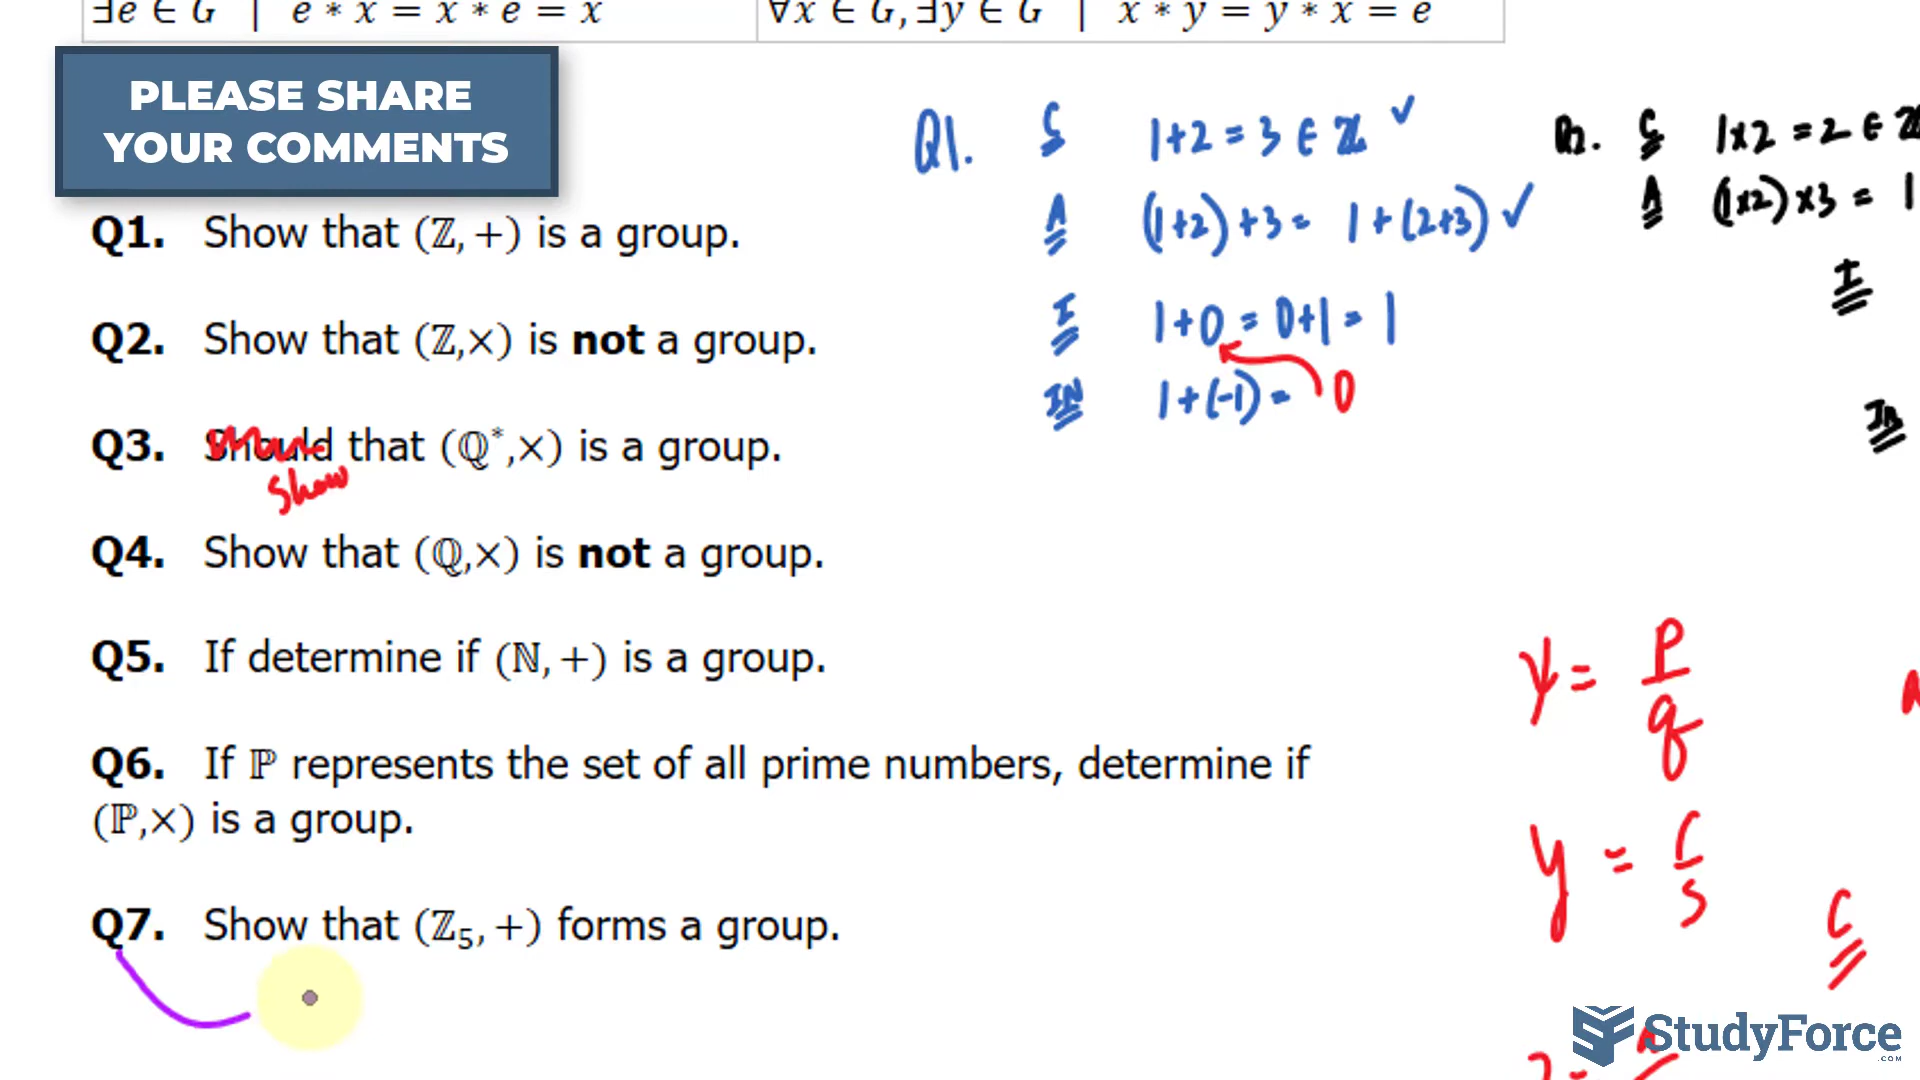 ∃e ∈ G | e * x = x * e = x
∀x ∈ G, ∃y ∈ G | x * y = y * x = e
PLEASE SHARE
YOUR COMMENTS
Q1. Show that (ℤ, +) is a group.
Q2. Show that (ℤ,×) is not a group.
Q3. Should that (ℚ*,×) is a group.
Show
Q4. Show that (ℚ,×) is not a group.
Q5. If determine if (ℕ, +) is a group.
Q6. If ℙ represents the set of all prime numbers, determine if
(ℙ,×) is a group.
Q7. Show that (ℤ₅, +) forms a group.
Q1. C 1+2 = 3 ∈ ℤ ✓
A (1+2)+3 = 1+(2+3) ✓
I 1+0 = 0+1 = 1
IN 1+(-1) = 0
C 1×2 = 2 ∈ ℤ
A (1×2)×3 = 1
I
IN
= p/q
y = r/s
C
StudyForce
.COM